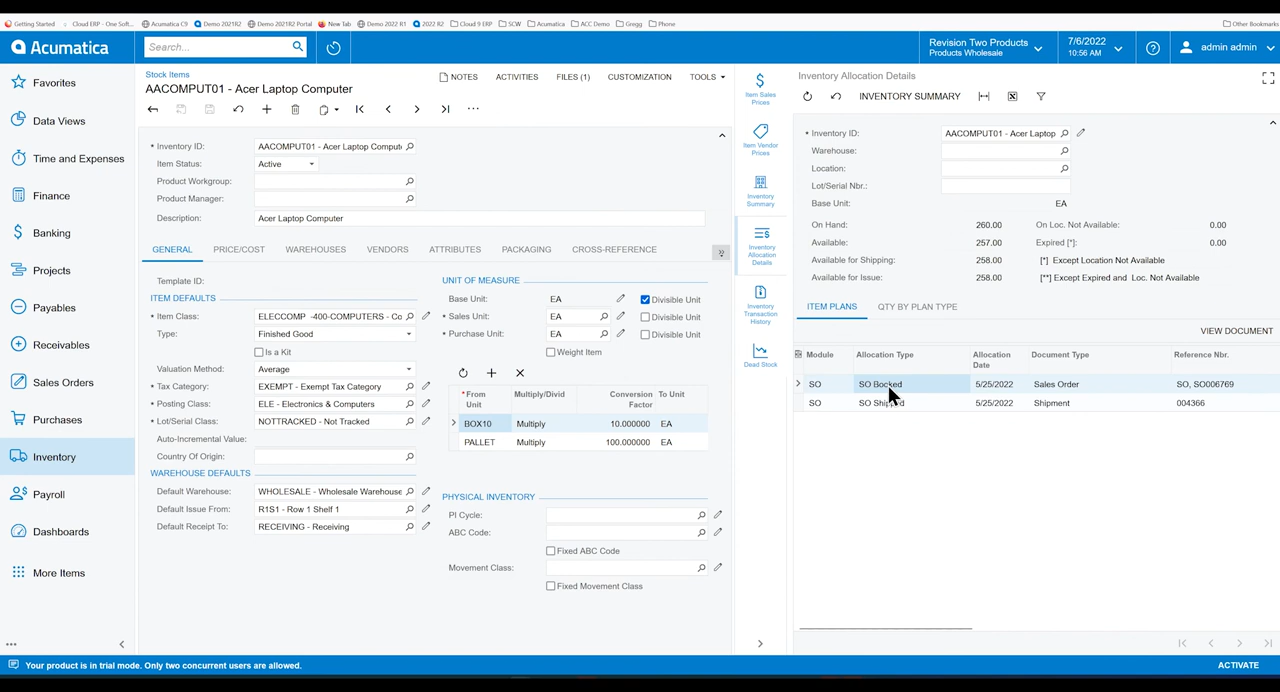 Getting Started
Cloud ERP - One Soft...
Acumatica C9
Demo 2021R2
Demo 2021R2 Portal
New Tab
Demo 2022 R1
2022 R2
Cloud 9 ERP
SCW
Acumatica
ACC Demo
Gregg
Phone
Other Bookmarks
Acumatica
Search...
Revision Two Products
Products Wholesale
7/6/2022
10:56 AM
admin admin
Favorites
Data Views
Time and Expenses
Finance
Banking
Projects
Payables
Receivables
Sales Orders
Purchases
Inventory
Payroll
Dashboards
More Items
Stock Items
AACOMPUT01 - Acer Laptop Computer
NOTES
ACTIVITIES
FILES (1)
CUSTOMIZATION
TOOLS
* Inventory ID: AACOMPUT01 - Acer Laptop Compute
Item Status: Active
Product Workgroup:
Product Manager:
Description: Acer Laptop Computer
GENERAL
PRICE/COST
WAREHOUSES
VENDORS
ATTRIBUTES
PACKAGING
CROSS-REFERENCE
Template ID:
ITEM DEFAULTS
* Item Class: ELECCOMP -400-COMPUTERS - Co
Type: Finished Good
Is a Kit
Valuation Method: Average
* Tax Category: EXEMPT - Exempt Tax Category
* Posting Class: ELE - Electronics & Computers
* Lot/Serial Class: NOTTRACKED - Not Tracked
Auto-Incremental Value:
Country Of Origin:
WAREHOUSE DEFAULTS
Default Warehouse: WHOLESALE - Wholesale Warehouse
Default Issue From: R1S1 - Row 1 Shelf 1
Default Receipt To: RECEIVING - Receiving
UNIT OF MEASURE
Base Unit: EA Divisible Unit
* Sales Unit: EA Divisible Unit
* Purchase Unit: EA Divisible Unit
Weight Item
* From Unit Multiply/Divid Conversion Factor To Unit
BOX10 Multiply 10.000000 EA
PALLET Multiply 100.000000 EA
PHYSICAL INVENTORY
PI Cycle:
ABC Code:
Fixed ABC Code
Movement Class:
Fixed Movement Class
Item Sales Prices
Item Vendor Prices
Inventory Summary
Inventory Allocation Details
Inventory Transaction History
Dead Stock
Inventory Allocation Details
INVENTORY SUMMARY
* Inventory ID: AACOMPUT01 - Acer Laptop
Warehouse:
Location:
Lot/Serial Nbr.:
Base Unit: EA
On Hand: 260.00 On Loc. Not Available: 0.00
Available: 257.00 Expired [*]: 0.00
Available for Shipping: 258.00 [*] Except Location Not Available
Available for Issue: 258.00 [**] Except Expired and Loc. Not Available
ITEM PLANS
QTY BY PLAN TYPE
VIEW DOCUMENT
Module Allocation Type Allocation Date Document Type Reference Nbr.
SO SO Booked 5/25/2022 Sales Order SO, SO006769
SO SO Shipped 5/25/2022 Shipment 004366
Your product is in trial mode. Only two concurrent users are allowed.
ACTIVATE